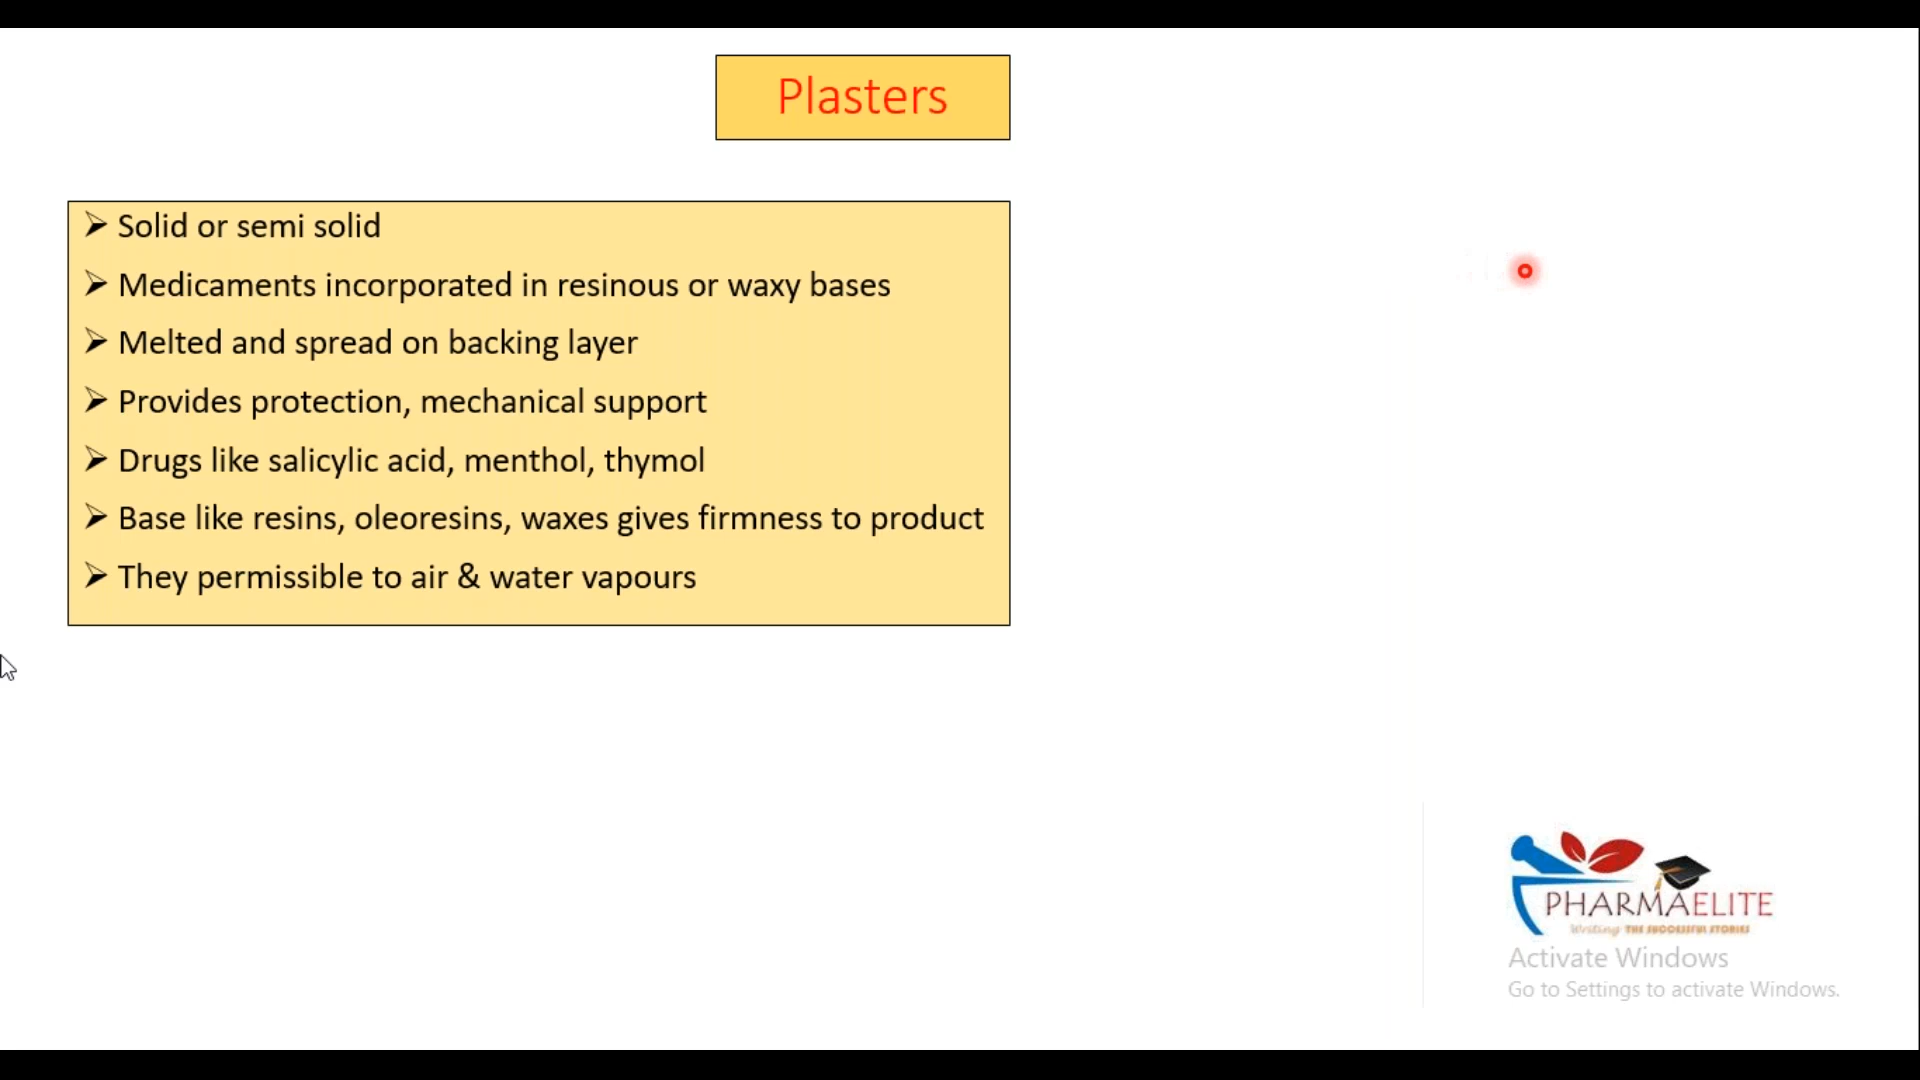 Plasters
➢ Solid or semi solid
➢ Medicaments incorporated in resinous or waxy bases
➢ Melted and spread on backing layer
➢ Provides protection, mechanical support
➢ Drugs like salicylic acid, menthol, thymol
➢ Base like resins, oleoresins, waxes gives firmness to product
➢ They permissible to air & water vapours
PHARMAELITE
Writing THE SUCCESSFUL STORIES
Activate Windows
Go to Settings to activate Windows.